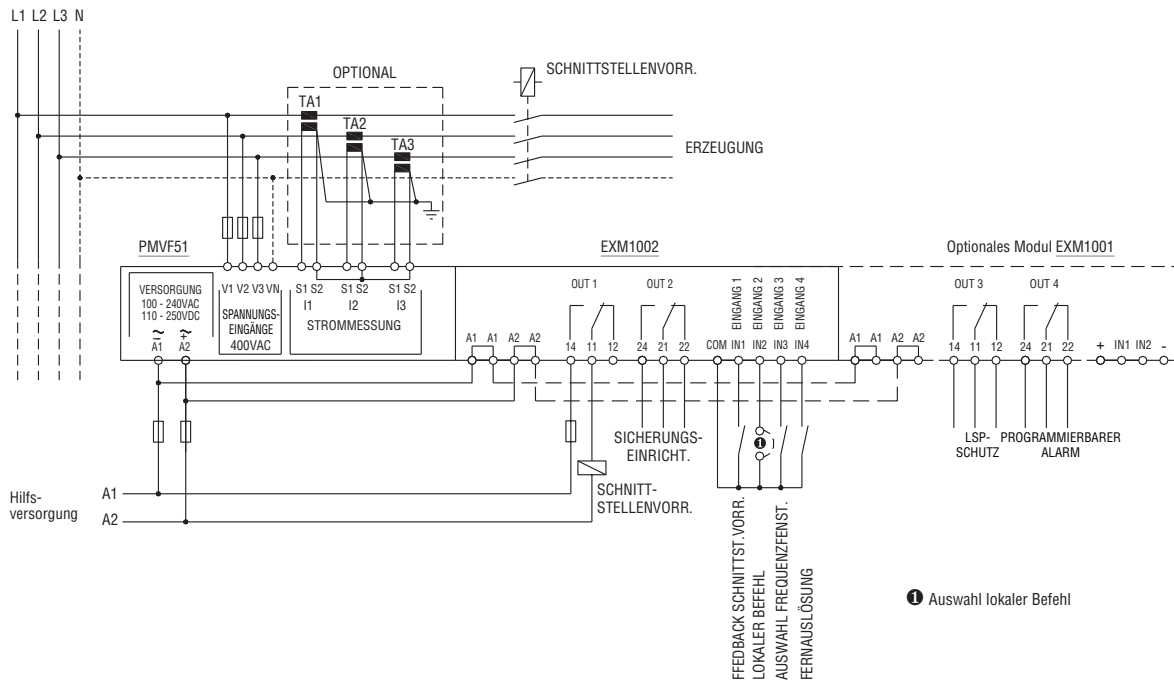 L1 L2 L3 N
OPTIONAL
SCHNITTSTELLENVORR.
TA1
TA2
TA3
ERZEUGUNG
PMVF51
EXM1002
Optionales Modul EXM1001
VERSORGUNG
100 - 240VAC
110 - 250VDC
~ ~
− +
A1 A2
V1 V2 V3 VN
SPANNUNGS-
EINGÄNGE
400VAC
S1 S2 S1 S2 S1 S2
I1 I2 I3
STROMMESSUNG
A1 A1 A2 A2
OUT 1
14 11 12
OUT 2
24 21 22
EINGANG 1
EINGANG 2
EINGANG 3
EINGANG 4
COM IN1 IN2 IN3 IN4
A1 A1 A2 A2
OUT 3
14 11 12
OUT 4
24 21 22
+ IN1 IN2 -
SICHERUNGS-
EINRICHT.
❶
LSP-
SCHUTZ
PROGRAMMIERBARER
ALARM
SCHNITT-
STELLENVORR.
Hilfs-
versorgung
A1
A2
FFEEDBACK SCHNITTST.VORR.
LOKALER BEFEHL
AUSWAHL FREQUENZFENST.
FERNAUSLÖSUNG
❶ Auswahl lokaler Befehl